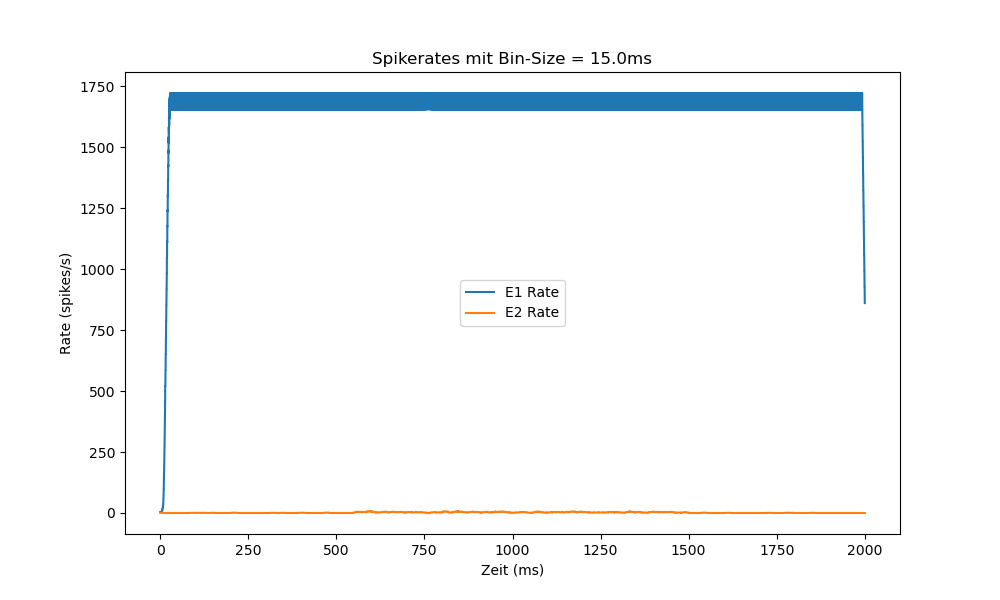 Spikerates mit Bin-Size = 15.0ms
1750
1500
1250
1000
750
500
250
0
Rate (spikes/s)
E1 Rate
E2 Rate
0 250 500 750 1000 1250 1500 1750 2000
Zeit (ms)